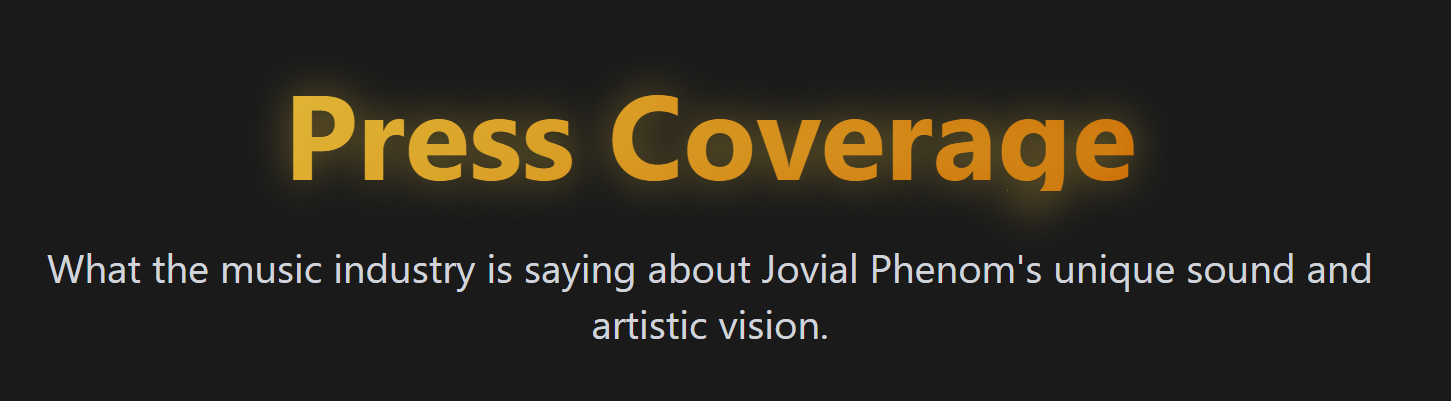 Press Coverage
What the music industry is saying about Jovial Phenom's unique sound and
artistic vision.